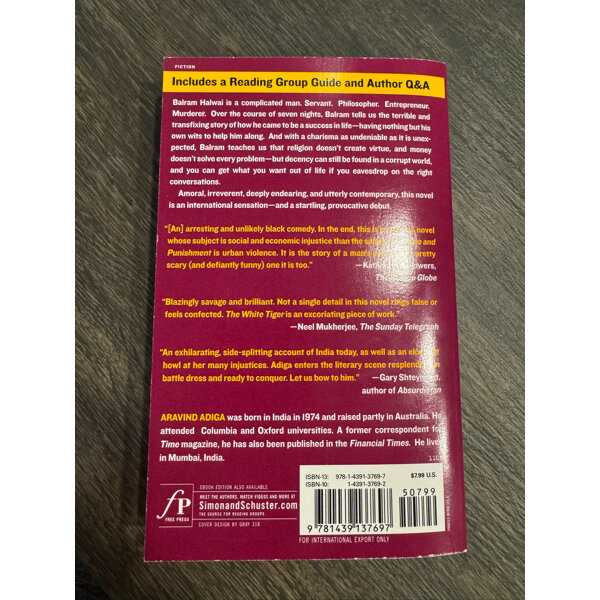 FICTION
Includes a Reading Group Guide and Author Q&A
Balram Halwai is a complicated man. Servant. Philosopher. Entrepreneur.
Murderer. Over the course of seven nights, Balram tells us the terrible and
transfixing story of how he came to be a success in life—having nothing but his
own wits to help him along. And with a charisma as undeniable as it is unex-
pected, Balram teaches us that religion doesn't create virtue, and money
doesn't solve every problem—but decency can still be found in a corrupt world,
and you can get what you want out of life if you eavesdrop on the right
conversations.
Amoral, irreverent, deeply endearing, and utterly contemporary, this novel
is an international sensation—and a startling, provocative debut.
“[An] arresting and unlikely black comedy. In the end, this is novel
whose subject is social and economic injustice than the and
Punishment is urban violence. It is the story of a man's pretty
scary (and defiantly funny) one it is too.” Globe
“Blazingly savage and brilliant. Not a single detail in this novel rings false or
feels confected. The White Tiger is an excoriating piece of work.”
—Neel Mukherjee, The Sunday Telegraph
“An exhilarating, side-splitting account of India today, as well as an
howl at her many injustices. Adiga enters the literary scene resplendent in
battle dress and ready to conquer. Let us bow to him.” —Gary
author of
ARAVIND ADIGA was born in India in 1974 and raised partly in Australia. He
attended Columbia and Oxford universities. A former correspondent for
Time magazine, he has also been published in the Financial Times. He lives
in Mumbai, India.
EBOOK EDITION ALSO AVAILABLE
MEET THE AUTHORS, WATCH VIDEOS AND MORE AT
SimonandSchuster.com
THE SOURCE FOR READING GROUPS
fP
FREE PRESS
COVER DESIGN BY GRAY 318
ISBN-13: 978-1-4391-3769-7 $7.99 U.S.
ISBN-10: 1-4391-3769-2
50799
9 781439 137697
FOR INTERNATIONAL EXPORT ONLY